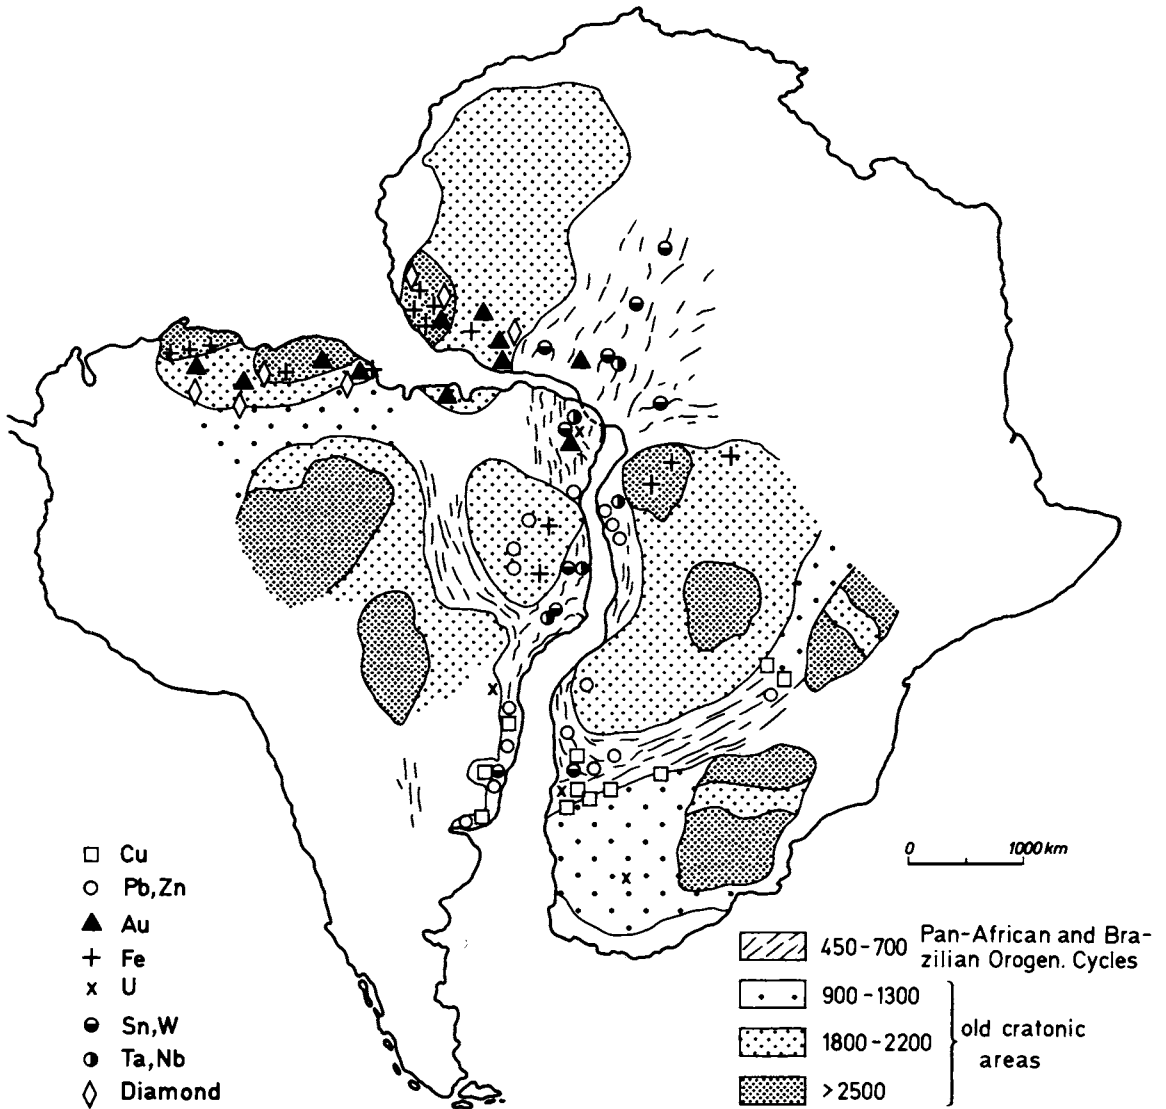 Cu
Pb,Zn
Au
Fe
U
Sn,W
Ta,Nb
Diamond
0 1000 km
450-700 Pan-African and Bra-
zilian Orogen. Cycles
900-1300
1800-2200
>2500
old cratonic
areas